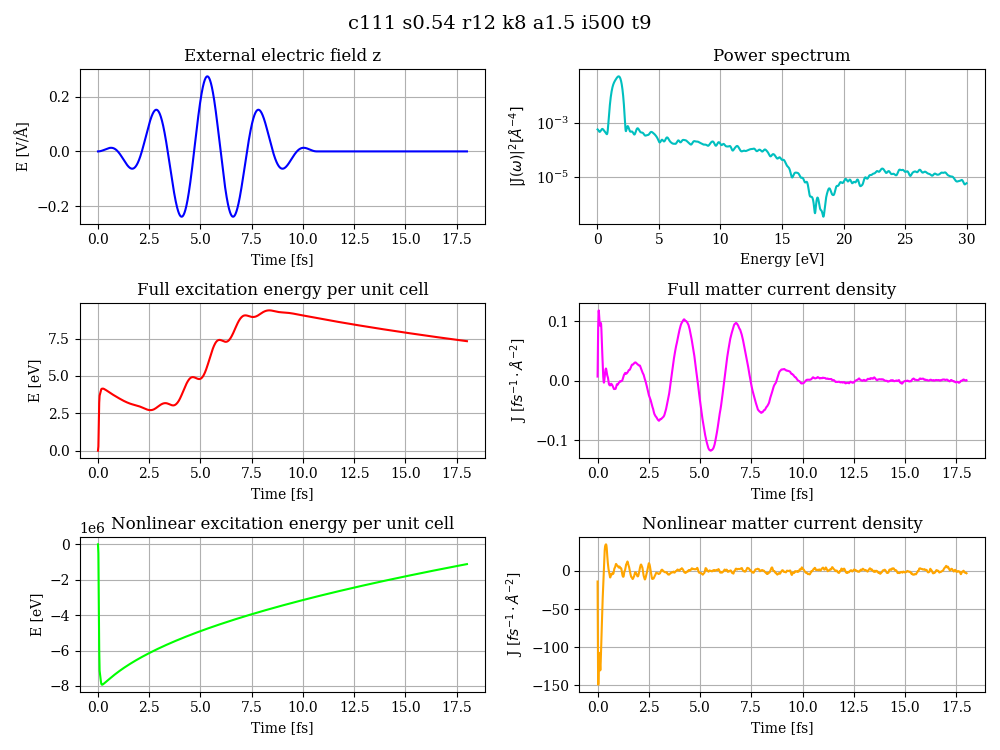 c111 s0.54 r12 k8 a1.5 i500 t9
External electric field z
E [V/Å]
0.2
0.0
−0.2
0.0 2.5 5.0 7.5 10.0 12.5 15.0 17.5
Time [fs]
Power spectrum
|J(ω)|²[Å⁻⁴]
10⁻³
10⁻⁵
0 5 10 15 20 25 30
Energy [eV]
Full excitation energy per unit cell
E [eV]
7.5
5.0
2.5
0.0
0.0 2.5 5.0 7.5 10.0 12.5 15.0 17.5
Time [fs]
Full matter current density
J [fs⁻¹ · Å⁻²]
0.1
0.0
−0.1
0.0 2.5 5.0 7.5 10.0 12.5 15.0 17.5
Time [fs]
1e6 Nonlinear excitation energy per unit cell
E [eV]
0
−2
−4
−6
−8
0.0 2.5 5.0 7.5 10.0 12.5 15.0 17.5
Time [fs]
Nonlinear matter current density
J [fs⁻¹ · Å⁻²]
0
−50
−100
−150
0.0 2.5 5.0 7.5 10.0 12.5 15.0 17.5
Time [fs]